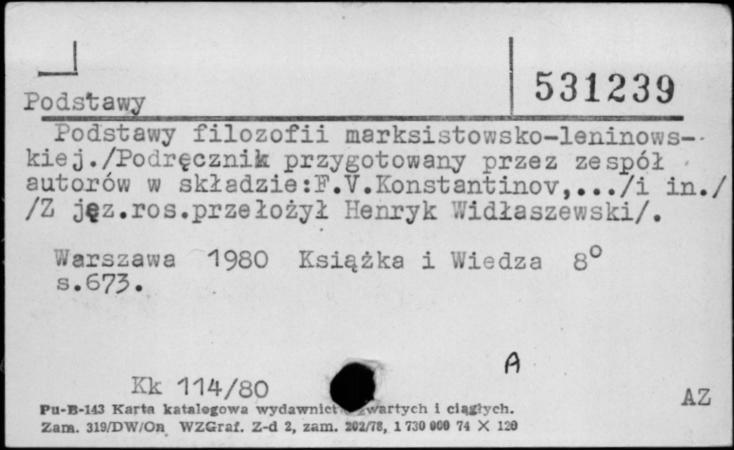 531239
Podstawy
Podstawy filozofii marksistowsko-leninows-
kiej./Podręcznik przygotowany przez zespół
autorów w składzie:F.V.Konstantinov,.../i in./
/Z jęz.ros.przełożył Henryk Widłaszewski/.
Warszawa 1980 Książka i Wiedza 8°
s.673.
A
Kk 114/80
AZ
Pu-B-143 Karta katalogowa wydawnictw zwartych i ciągłych.
Zam. 319/DW/On WZGraf. Z-d 2, zam. 202/78, 1 730 000 74 X 120